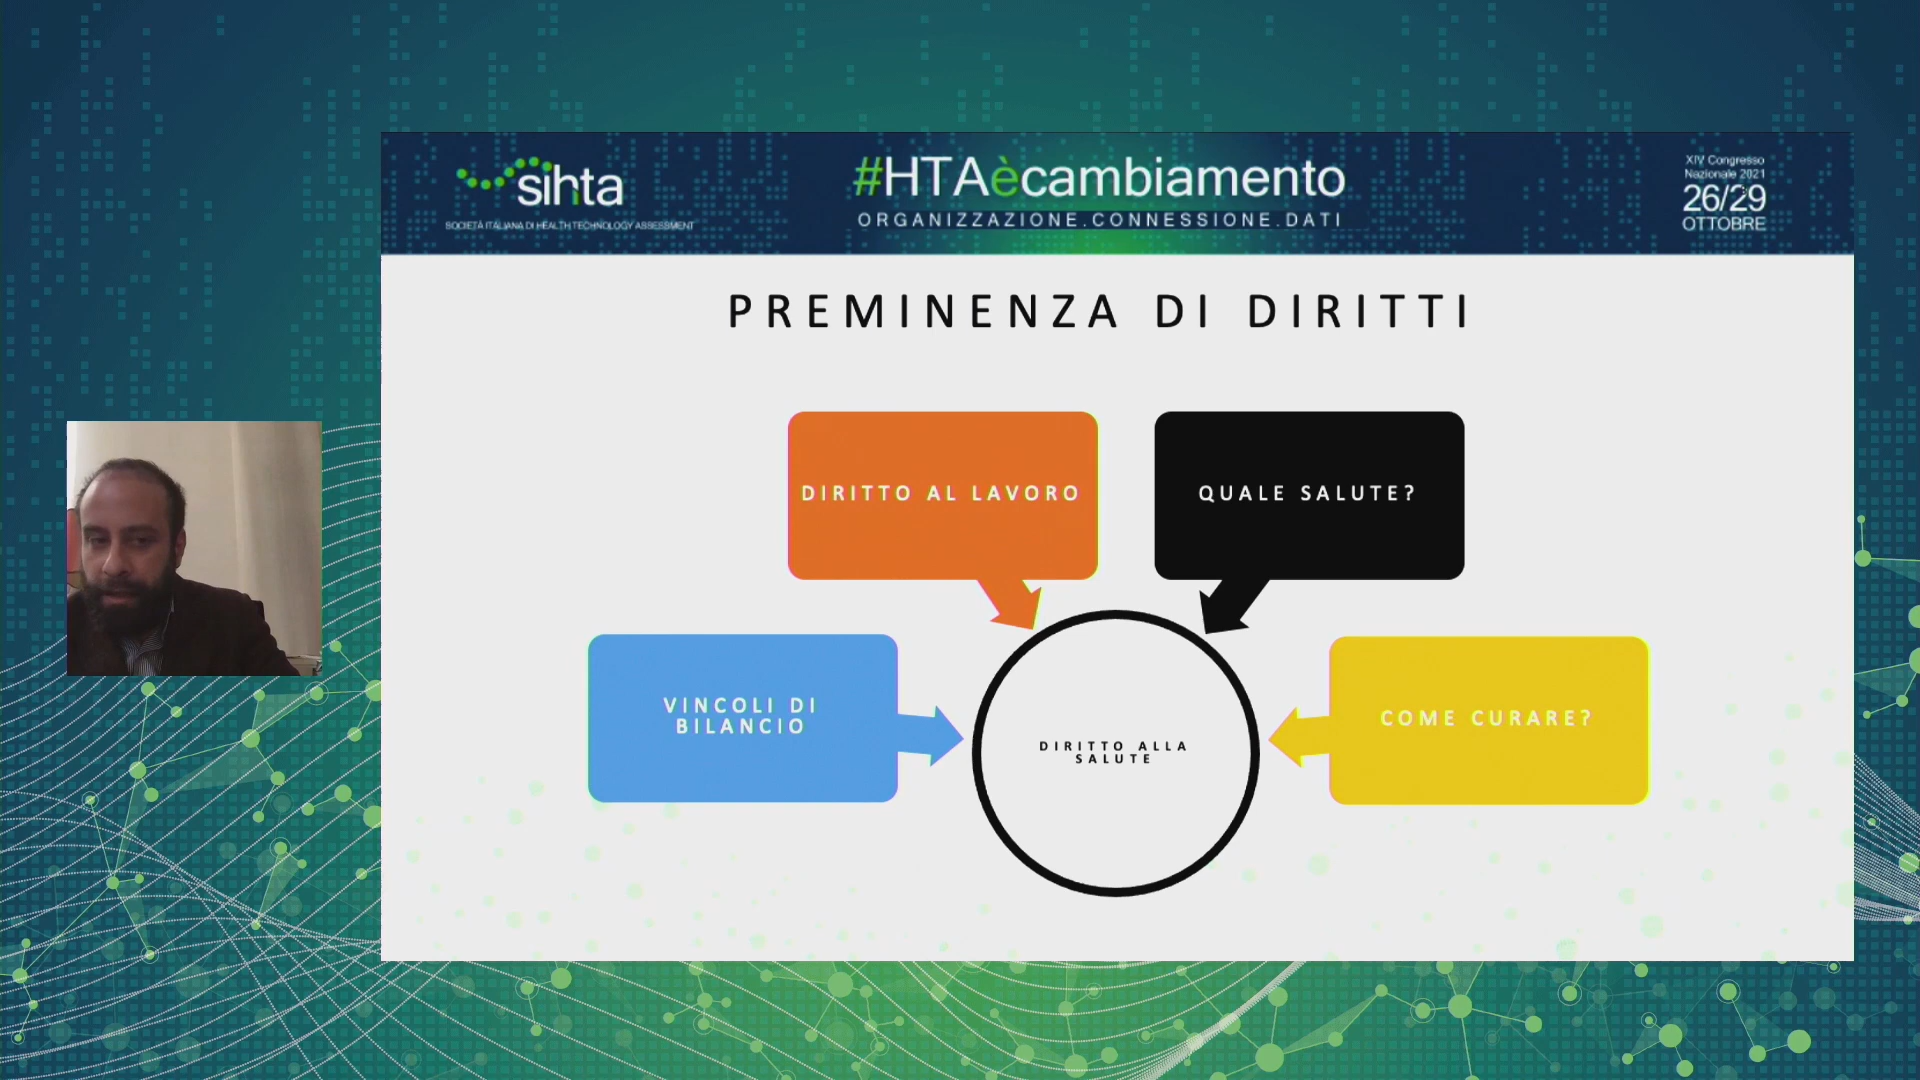 sihta
SOCIETÀ ITALIANA DI HEALTH TECHNOLOGY ASSESSMENT
#HTAècambiamento
ORGANIZZAZIONE.CONNESSIONE.DATI
XIV Congresso
Nazionale 2021
26/29
OTTOBRE
PREMINENZA DI DIRITTI
DIRITTO AL LAVORO
QUALE SALUTE?
VINCOLI DI
BILANCIO
DIRITTO ALLA
SALUTE
COME CURARE?